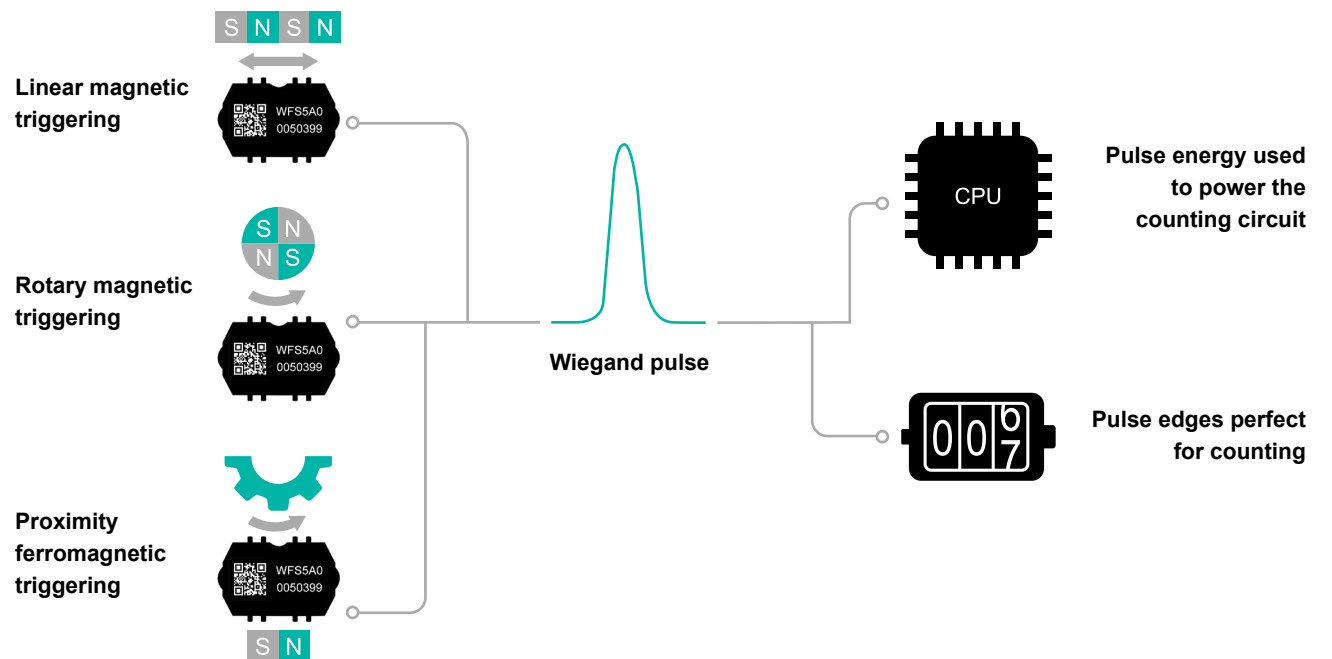 S N S N
Linear magnetic
triggering
WFS5A0
0050399
S N
N S
Rotary magnetic
triggering
WFS5A0
0050399
Proximity
ferromagnetic
triggering
WFS5A0
0050399
S N
Wiegand pulse
CPU
Pulse energy used
to power the
counting circuit
0 0 6
7
Pulse edges perfect
for counting